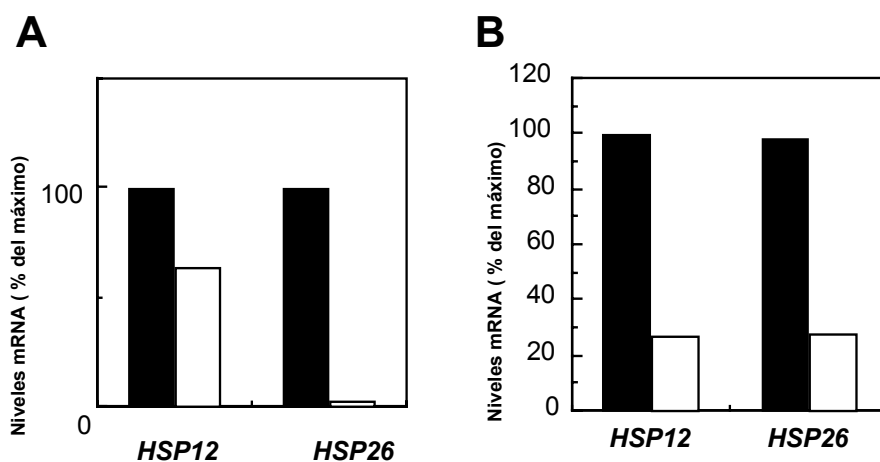 A
Niveles mRNA ( % del máximo)
100
0
HSP12
HSP26
B
Niveles mRNA ( % del máximo)
120
100
80
60
40
20
0
HSP12
HSP26